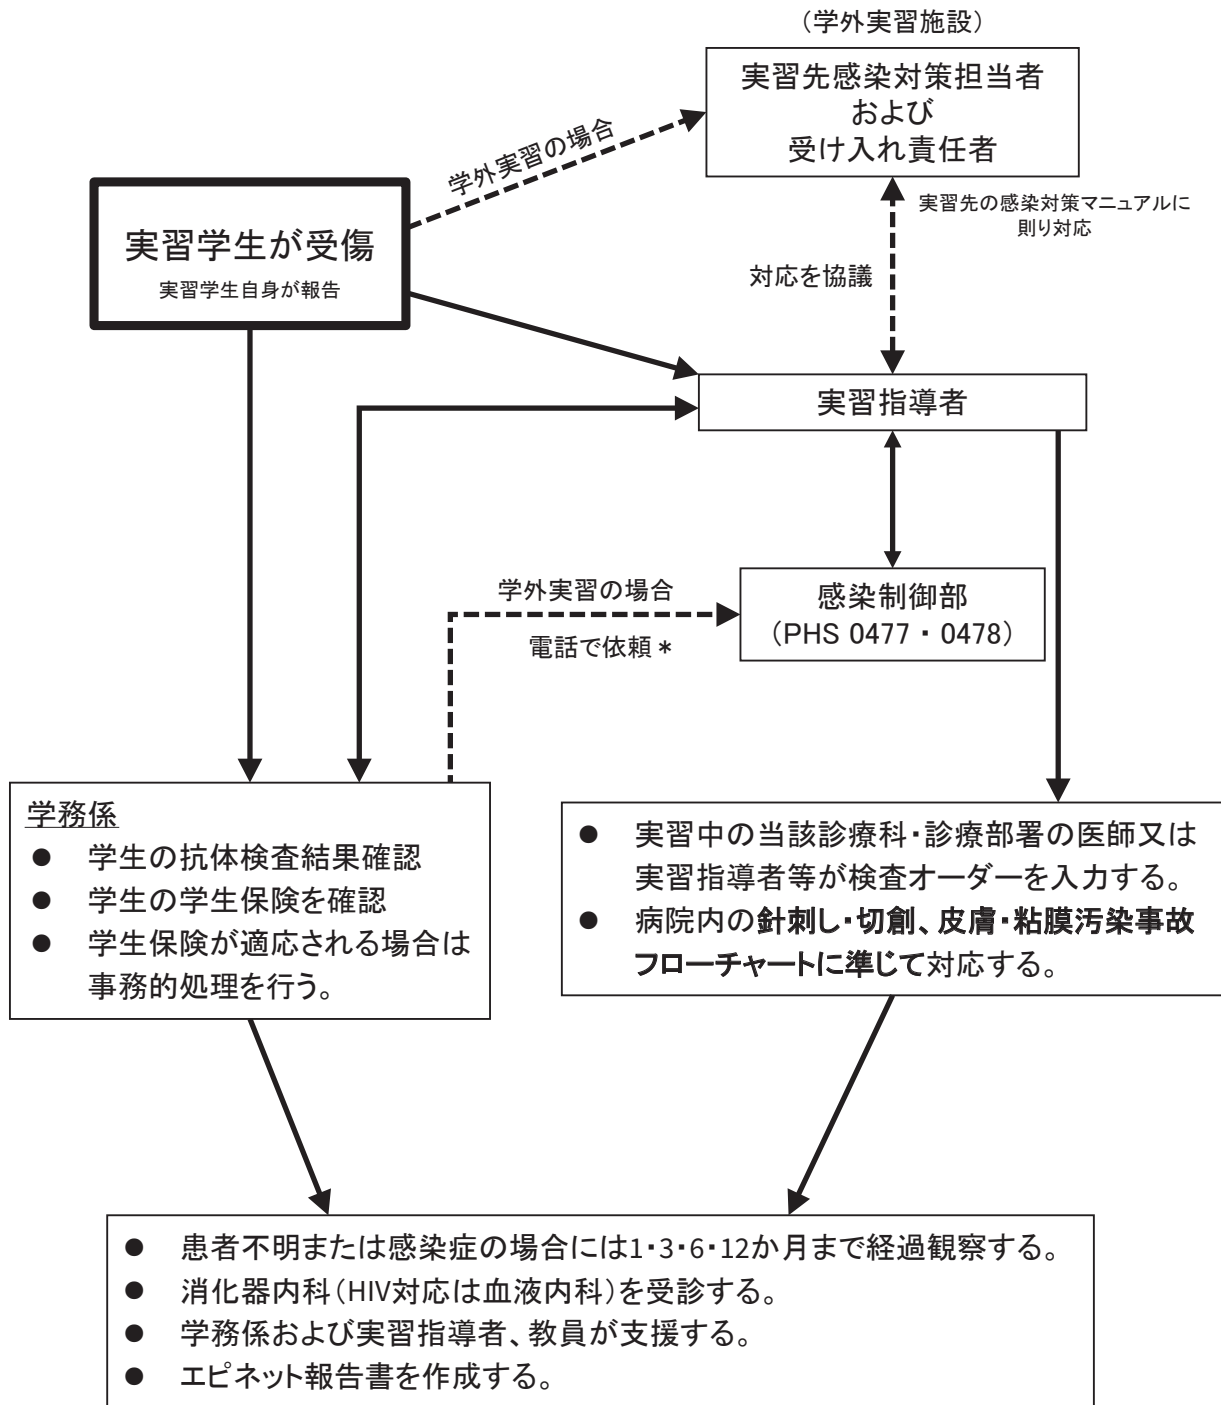 （学外実習施設）
実習先感染対策担当者
および
受け入れ責任者
学外実習の場合
実習先の感染対策マニュアルに
則り対応
実習学生が受傷
実習学生自身が報告
対応を協議
実習指導者
学外実習の場合
電話で依頼＊
感染制御部
（PHS 0477・0478）
学務係
● 学生の抗体検査結果確認
● 学生の学生保険を確認
● 学生保険が適応される場合は
事務的処理を行う。
● 実習中の当該診療科・診療部署の医師又は
実習指導者等が検査オーダーを入力する。
● 病院内の針刺し・切創、皮膚・粘膜汚染事故
フローチャートに準じて対応する。
● 患者不明または感染症の場合には1・3・6・12か月まで経過観察する。
● 消化器内科（HIV対応は血液内科）を受診する。
● 学務係および実習指導者、教員が支援する。
● エピネット報告書を作成する。